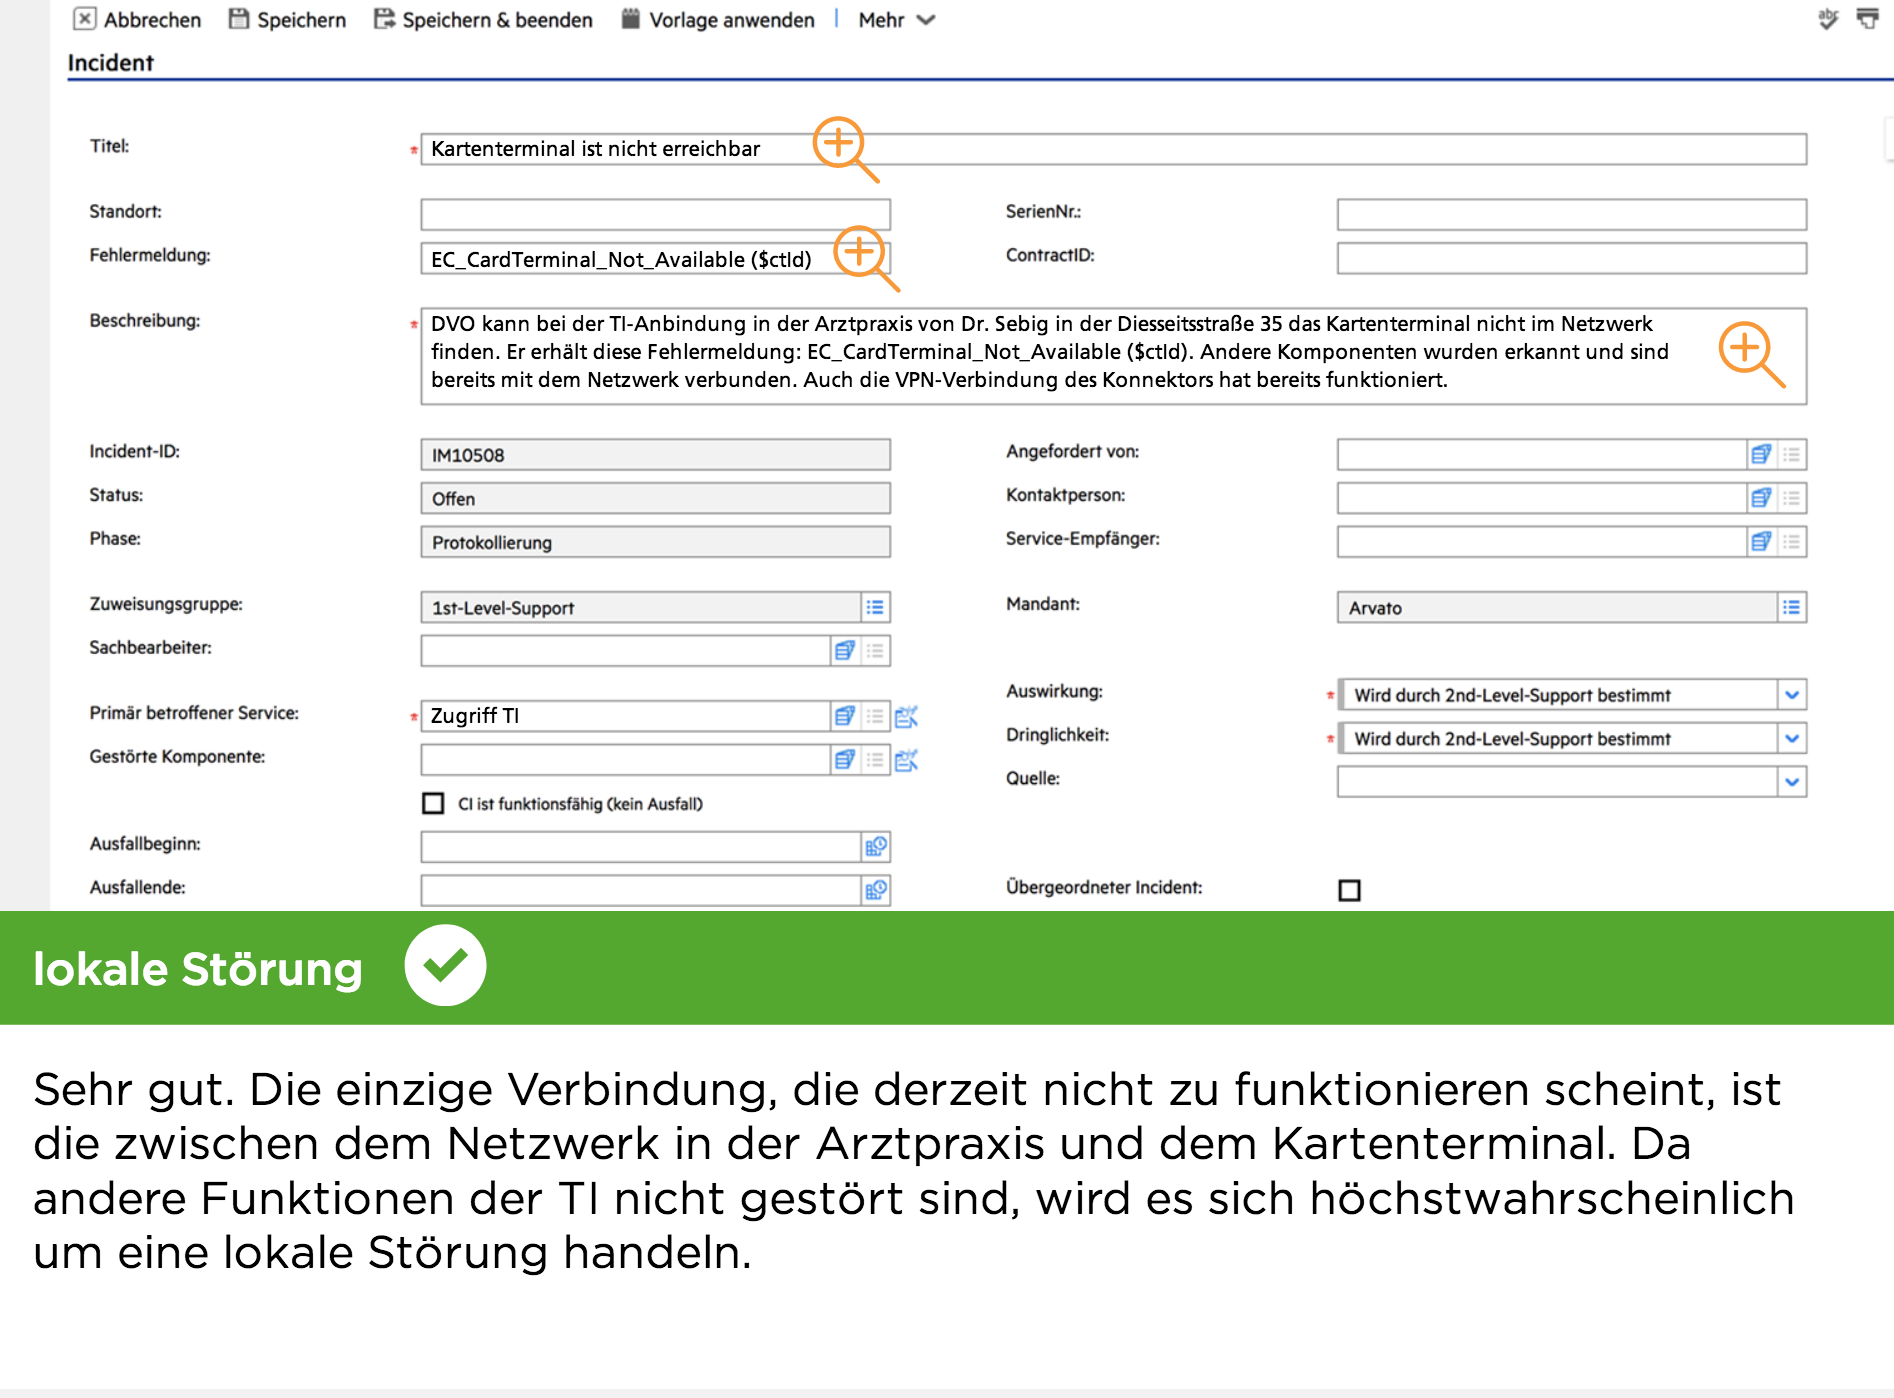 Abbrechen Speichern Speichern & beenden Vorlage anwenden Mehr
abc
Incident
Titel: * Kartenterminal ist nicht erreichbar
Standort: SerienNr.:
Fehlermeldung: EC_CardTerminal_Not_Available ($ctId) ContractID:
Beschreibung: * DVO kann bei der TI-Anbindung in der Arztpraxis von Dr. Sebig in der Diesseitsstraße 35 das Kartenterminal nicht im Netzwerk
finden. Er erhält diese Fehlermeldung: EC_CardTerminal_Not_Available ($ctId). Andere Komponenten wurden erkannt und sind
bereits mit dem Netzwerk verbunden. Auch die VPN-Verbindung des Konnektors hat bereits funktioniert.
Incident-ID: IM10508 Angefordert von:
Status: Offen Kontaktperson:
Phase: Protokollierung Service-Empfänger:
Zuweisungsgruppe: 1st-Level-Support Mandant: Arvato
Sachbearbeiter:
Auswirkung: * Wird durch 2nd-Level-Support bestimmt
Primär betroffener Service: * Zugriff TI
Dringlichkeit: * Wird durch 2nd-Level-Support bestimmt
Gestörte Komponente:
Quelle:
CI ist funktionsfähig (kein Ausfall)
Ausfallbeginn:
Ausfallende: Übergeordneter Incident:
lokale Störung
Sehr gut. Die einzige Verbindung, die derzeit nicht zu funktionieren scheint, ist
die zwischen dem Netzwerk in der Arztpraxis und dem Kartenterminal. Da
andere Funktionen der TI nicht gestört sind, wird es sich höchstwahrscheinlich
um eine lokale Störung handeln.